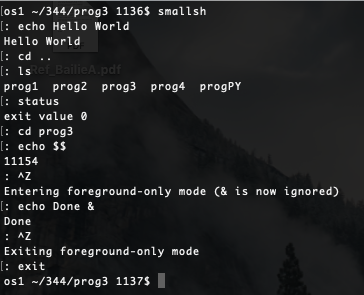 os1 ~/344/prog3 1136$ smallsh
[: echo Hello World
Hello World
[: cd ..
[: ls
Ref_BailieA.pdf
prog1 prog2 prog3 prog4 progPY
[: status
exit value 0
[: cd prog3
[: echo $$
11154
: ^Z
Entering foreground-only mode (& is now ignored)
[: echo Done &
Done
: ^Z
Exiting foreground-only mode
[: exit
os1 ~/344/prog3 1137$